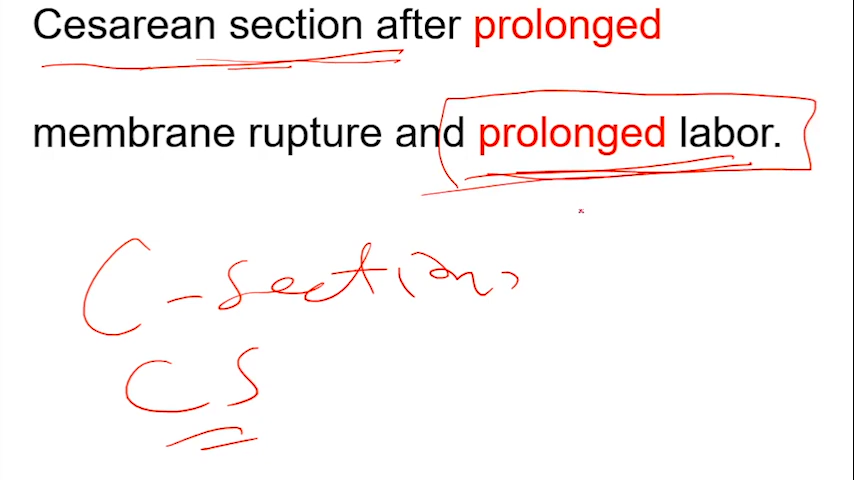 Cesarean section after prolonged
membrane rupture and prolonged labor.
C-section,
CS